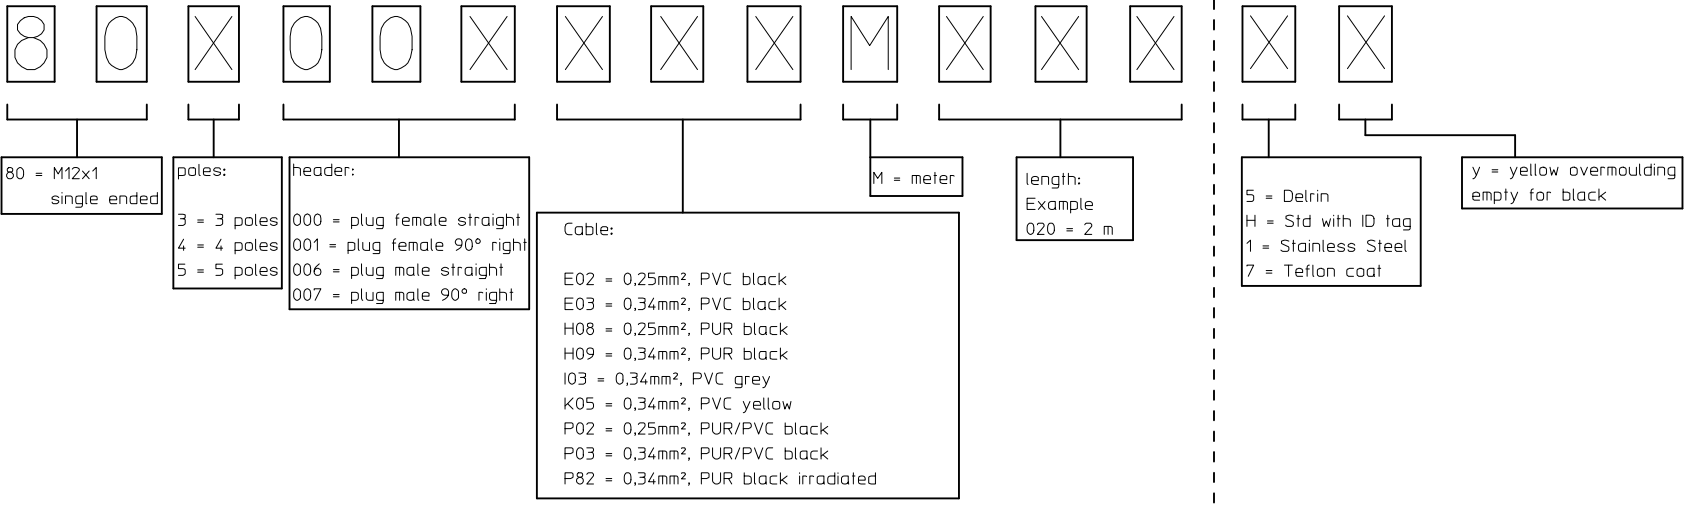 8 0 X 0 0 X X X X M X X X X X
80 = M12x1
single ended
poles:
3 = 3 poles
4 = 4 poles
5 = 5 poles
header:
000 = plug female straight
001 = plug female 90° right
006 = plug male straight
007 = plug male 90° right
Cable:
E02 = 0,25mm², PVC black
E03 = 0,34mm², PVC black
H08 = 0,25mm², PUR black
H09 = 0,34mm², PUR black
I03 = 0,34mm², PVC grey
K05 = 0,34mm², PVC yellow
P02 = 0,25mm², PUR/PVC black
P03 = 0,34mm², PUR/PVC black
P82 = 0,34mm², PUR black irradiated
M = meter
length:
Example
020 = 2 m
5 = Delrin
H = Std with ID tag
1 = Stainless Steel
7 = Teflon coat
y = yellow overmoulding
empty for black